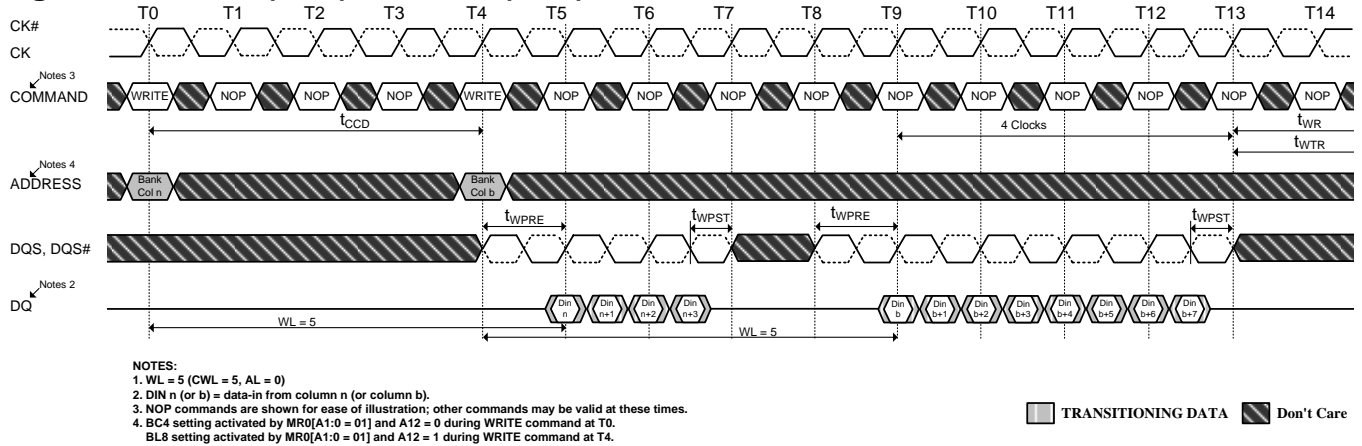 T0 T1 T2 T3 T4 T5 T6 T7 T8 T9 T10 T11 T12 T13 T14
CK#
CK
Notes 3
COMMAND
WRITE NOP NOP NOP WRITE NOP NOP NOP NOP NOP NOP NOP NOP NOP NOP
tCCD
4 Clocks
tWR
tWTR
Notes 4
ADDRESS
Bank
Col n
Bank
Col b
tWPRE tWPST tWPRE tWPST
DQS, DQS#
Notes 2
DQ
Din
n
Din
n+1
Din
n+2
Din
n+3
Din
b
Din
b+1
Din
b+2
Din
b+3
Din
b+4
Din
b+5
Din
b+6
Din
b+7
WL = 5
WL = 5
NOTES:
1. WL = 5 (CWL = 5, AL = 0)
2. DIN n (or b) = data-in from column n (or column b).
3. NOP commands are shown for ease of illustration; other commands may be valid at these times.
4. BC4 setting activated by MR0[A1:0 = 01] and A12 = 0 during WRITE command at T0.
BL8 setting activated by MR0[A1:0 = 01] and A12 = 1 during WRITE command at T4.
TRANSITIONING DATA
Don't Care